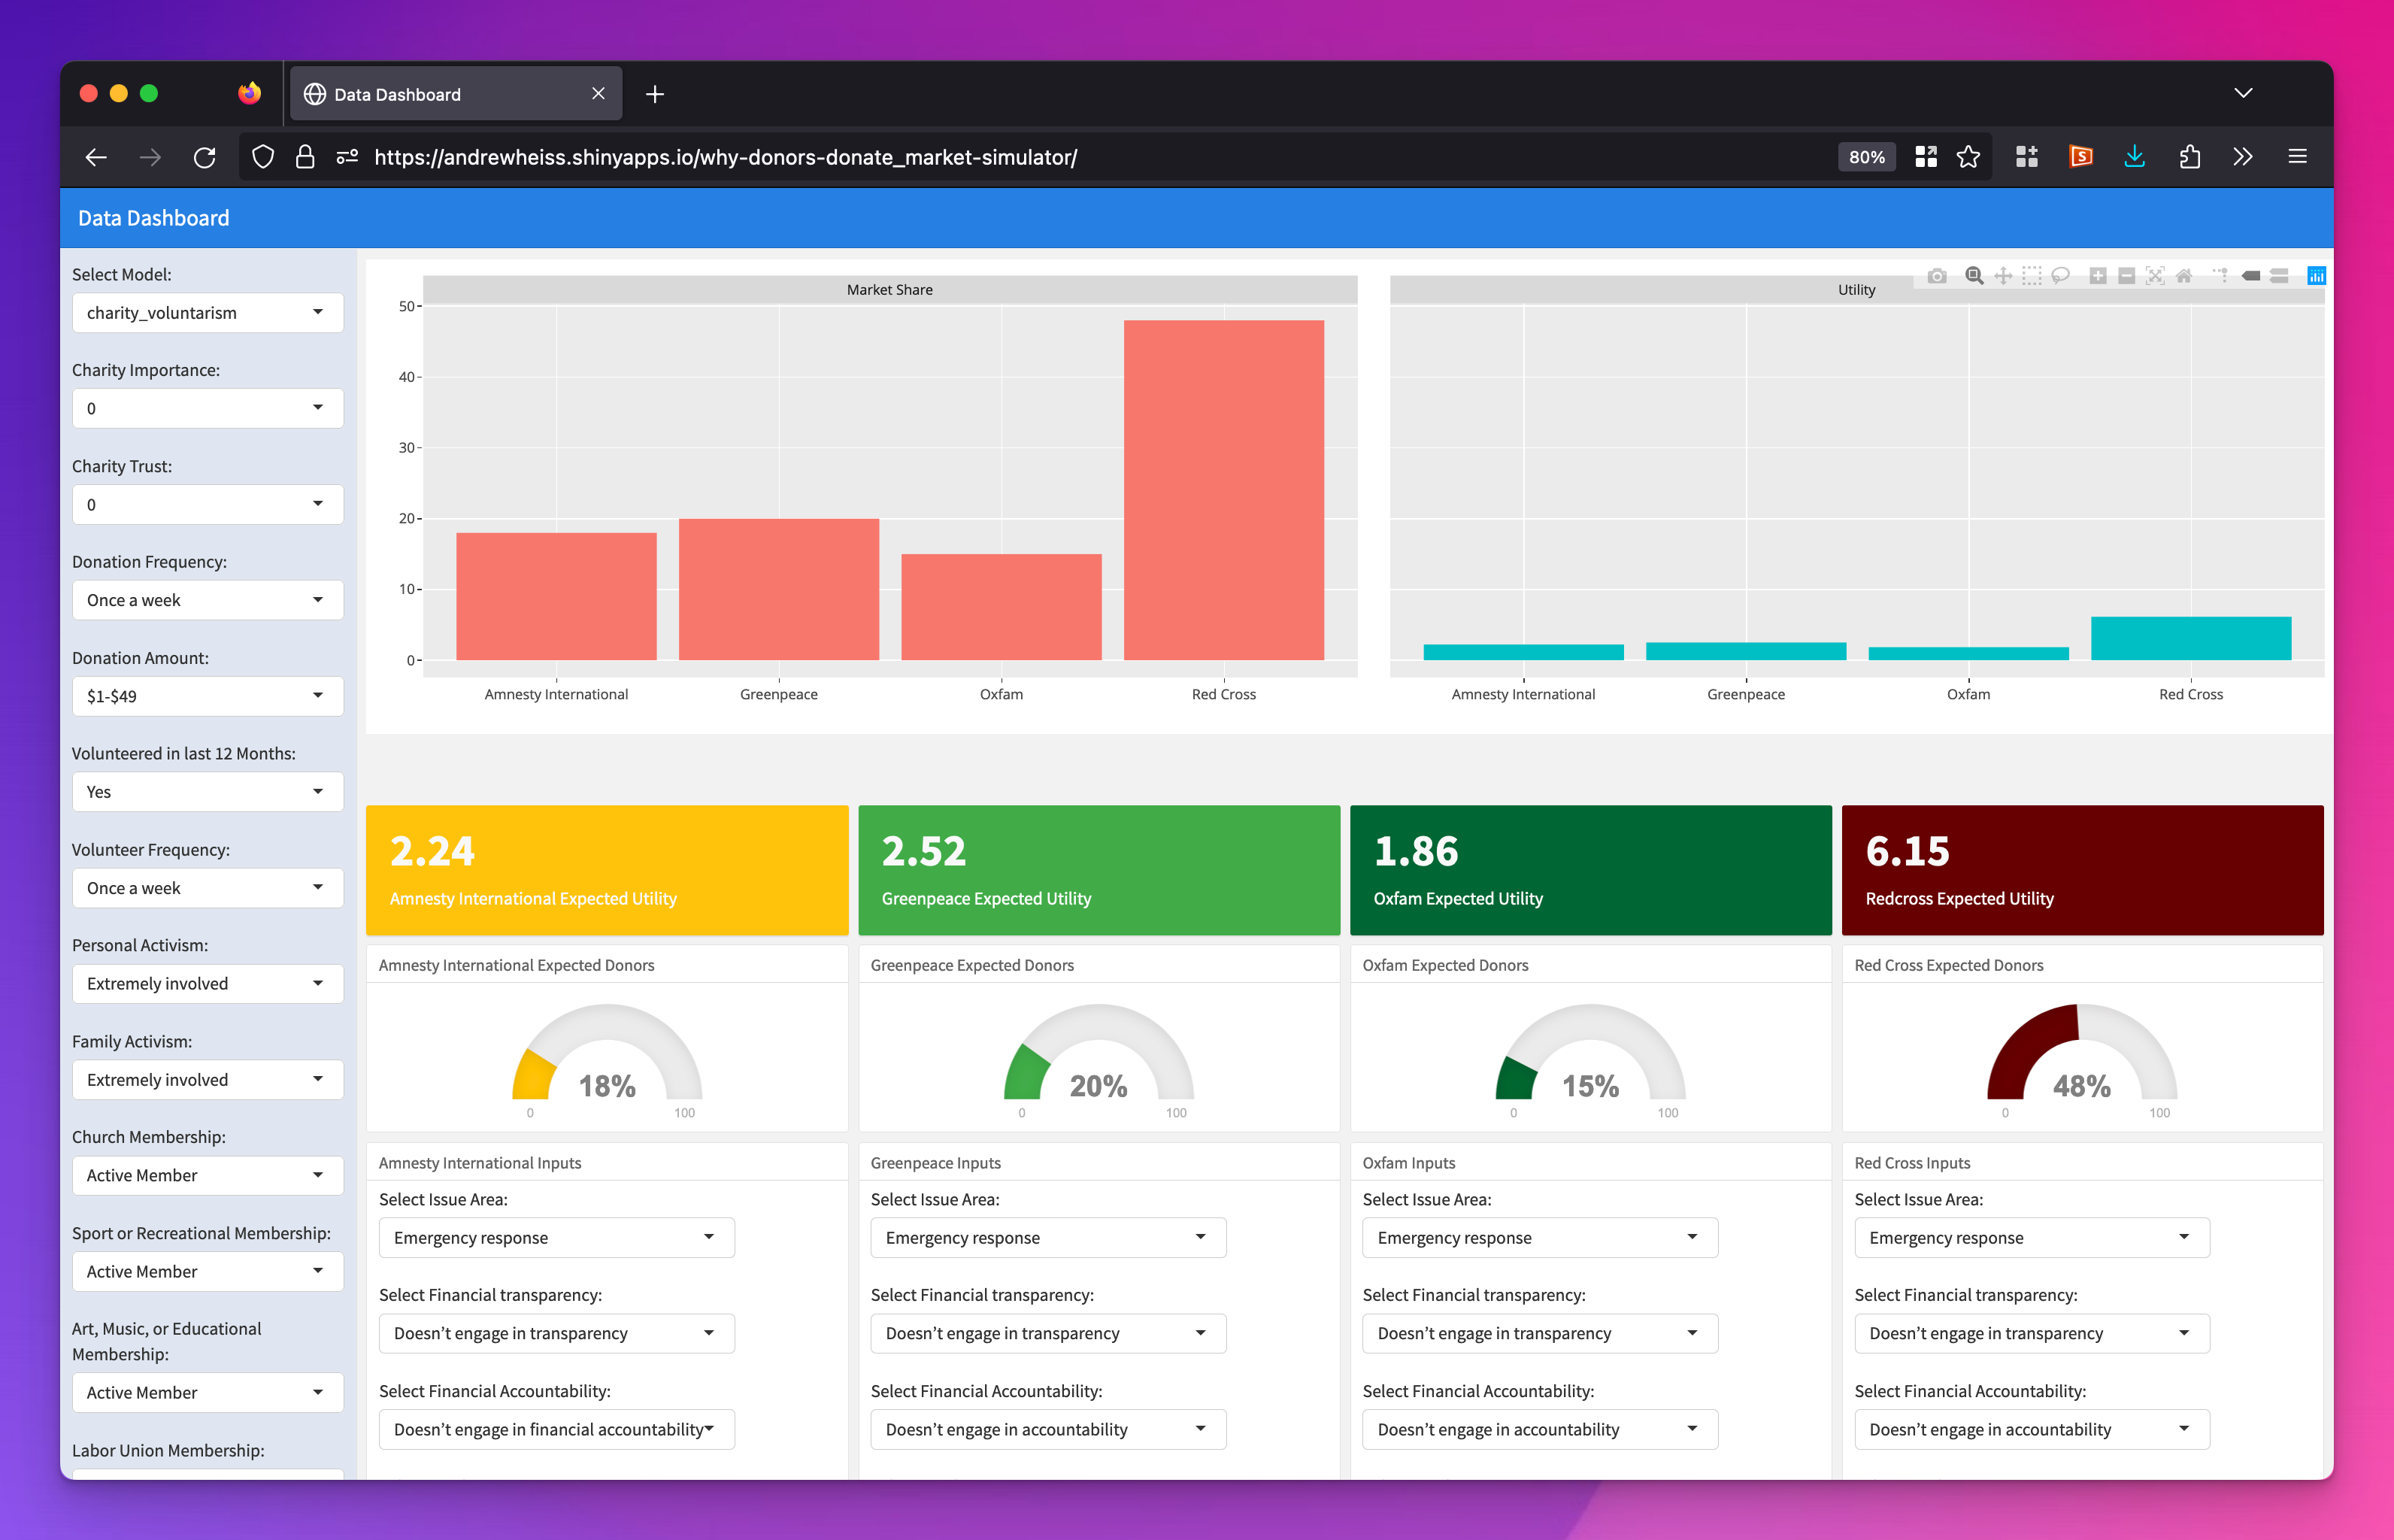 Data Dashboard
https://andrewheiss.shinyapps.io/why-donors-donate_market-simulator/
80%
S
Data Dashboard
Select Model:
charity_voluntarism
Charity Importance:
0
Charity Trust:
0
Donation Frequency:
Once a week
Donation Amount:
$1-$49
Volunteered in last 12 Months:
Yes
Volunteer Frequency:
Once a week
Personal Activism:
Extremely involved
Family Activism:
Extremely involved
Church Membership:
Active Member
Sport or Recreational Membership:
Active Member
Art, Music, or Educational
Membership:
Active Member
Labor Union Membership:
Market Share
Utility
50
40
30
20
10
0
Amnesty International
Greenpeace
Oxfam
Red Cross
Amnesty International
Greenpeace
Oxfam
Red Cross
2.24
Amnesty International Expected Utility
2.52
Greenpeace Expected Utility
1.86
Oxfam Expected Utility
6.15
Redcross Expected Utility
Amnesty International Expected Donors
18%
0
100
Greenpeace Expected Donors
20%
0
100
Oxfam Expected Donors
15%
0
100
Red Cross Expected Donors
48%
0
100
Amnesty International Inputs
Select Issue Area:
Emergency response
Select Financial transparency:
Doesn’t engage in transparency
Select Financial Accountability:
Doesn’t engage in financial accountability
Greenpeace Inputs
Select Issue Area:
Emergency response
Select Financial transparency:
Doesn’t engage in transparency
Select Financial Accountability:
Doesn’t engage in accountability
Oxfam Inputs
Select Issue Area:
Emergency response
Select Financial transparency:
Doesn’t engage in transparency
Select Financial Accountability:
Doesn’t engage in accountability
Red Cross Inputs
Select Issue Area:
Emergency response
Select Financial transparency:
Doesn’t engage in transparency
Select Financial Accountability:
Doesn’t engage in accountability